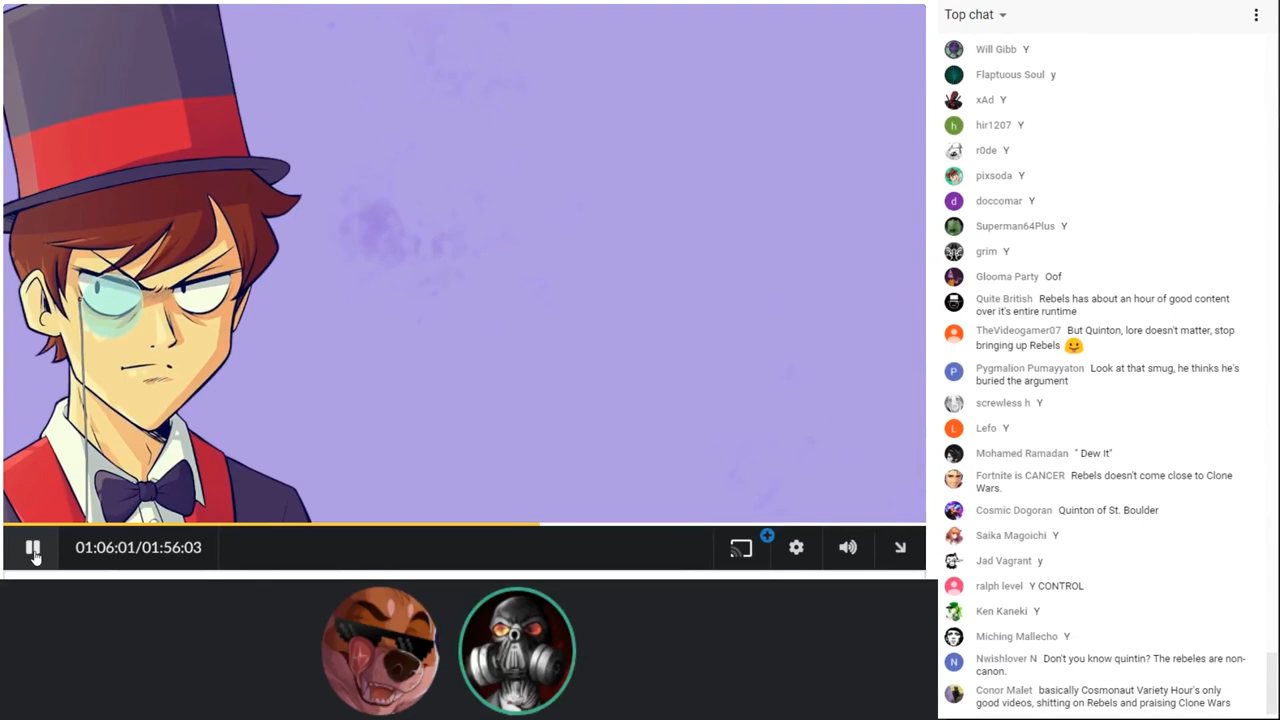 Top chat
Will Gibb Y
Flaptuous Soul y
xAd Y
h hir1207 Y
r0de Y
pixsoda Y
d doccomar Y
Superman64Plus Y
grim Y
Glooma Party Oof
Quite British Rebels has about an hour of good content
over it's entire runtime
TheVideogamer07 But Quinton, lore doesn't matter, stop
bringing up Rebels
P Pygmalion Pumayyaton Look at that smug, he thinks he's
buried the argument
screwless h Y
L Lefo Y
Mohamed Ramadan " Dew It"
Fortnite is CANCER Rebels doesn't come close to Clone
Wars.
Cosmic Dogoran Quinton of St. Boulder
Saika Magoichi Y
Jad Vagrant y
ralph level Y CONTROL
Ken Kaneki Y
Miching Mallecho Y
N Nwishlover N Don't you know quintin? The rebeles are non-
canon.
Conor Malet basically Cosmonaut Variety Hour's only
good videos, shitting on Rebels and praising Clone Wars
01:06:01/01:56:03